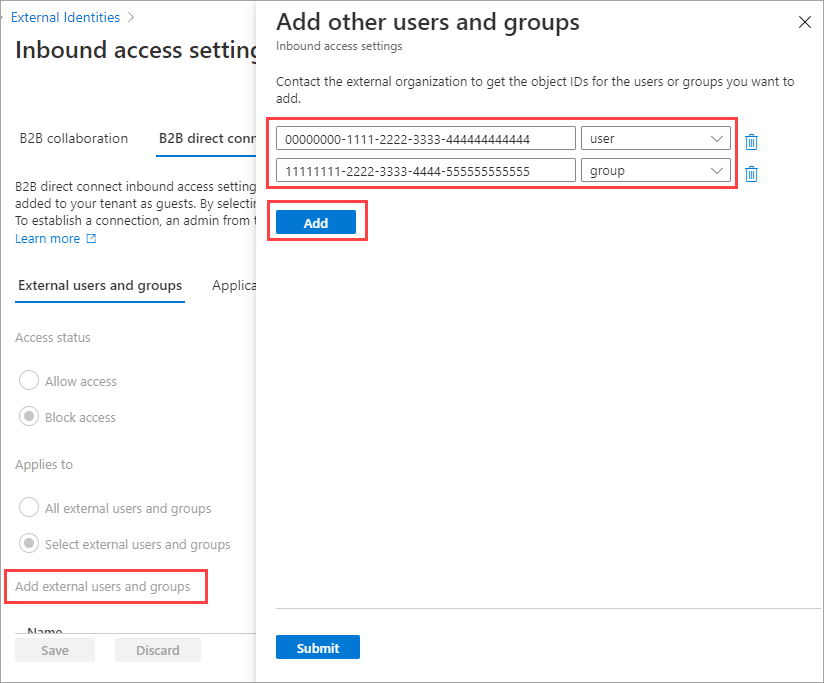 External Identities >
Inbound access setting
B2B collaboration
B2B direct conn
B2B direct connect inbound access setting
added to your tenant as guests. By selectin
To establish a connection, an admin from t
Learn more
External users and groups
Applica
Access status
Allow access
Block access
Applies to
All external users and groups
Select external users and groups
Add external users and groups
Name
Save
Discard
Add other users and groups
Inbound access settings
Contact the external organization to get the object IDs for the users or groups you want to
add.
00000000-1111-2222-3333-444444444444
user
11111111-2222-3333-4444-555555555555
group
Add
Submit